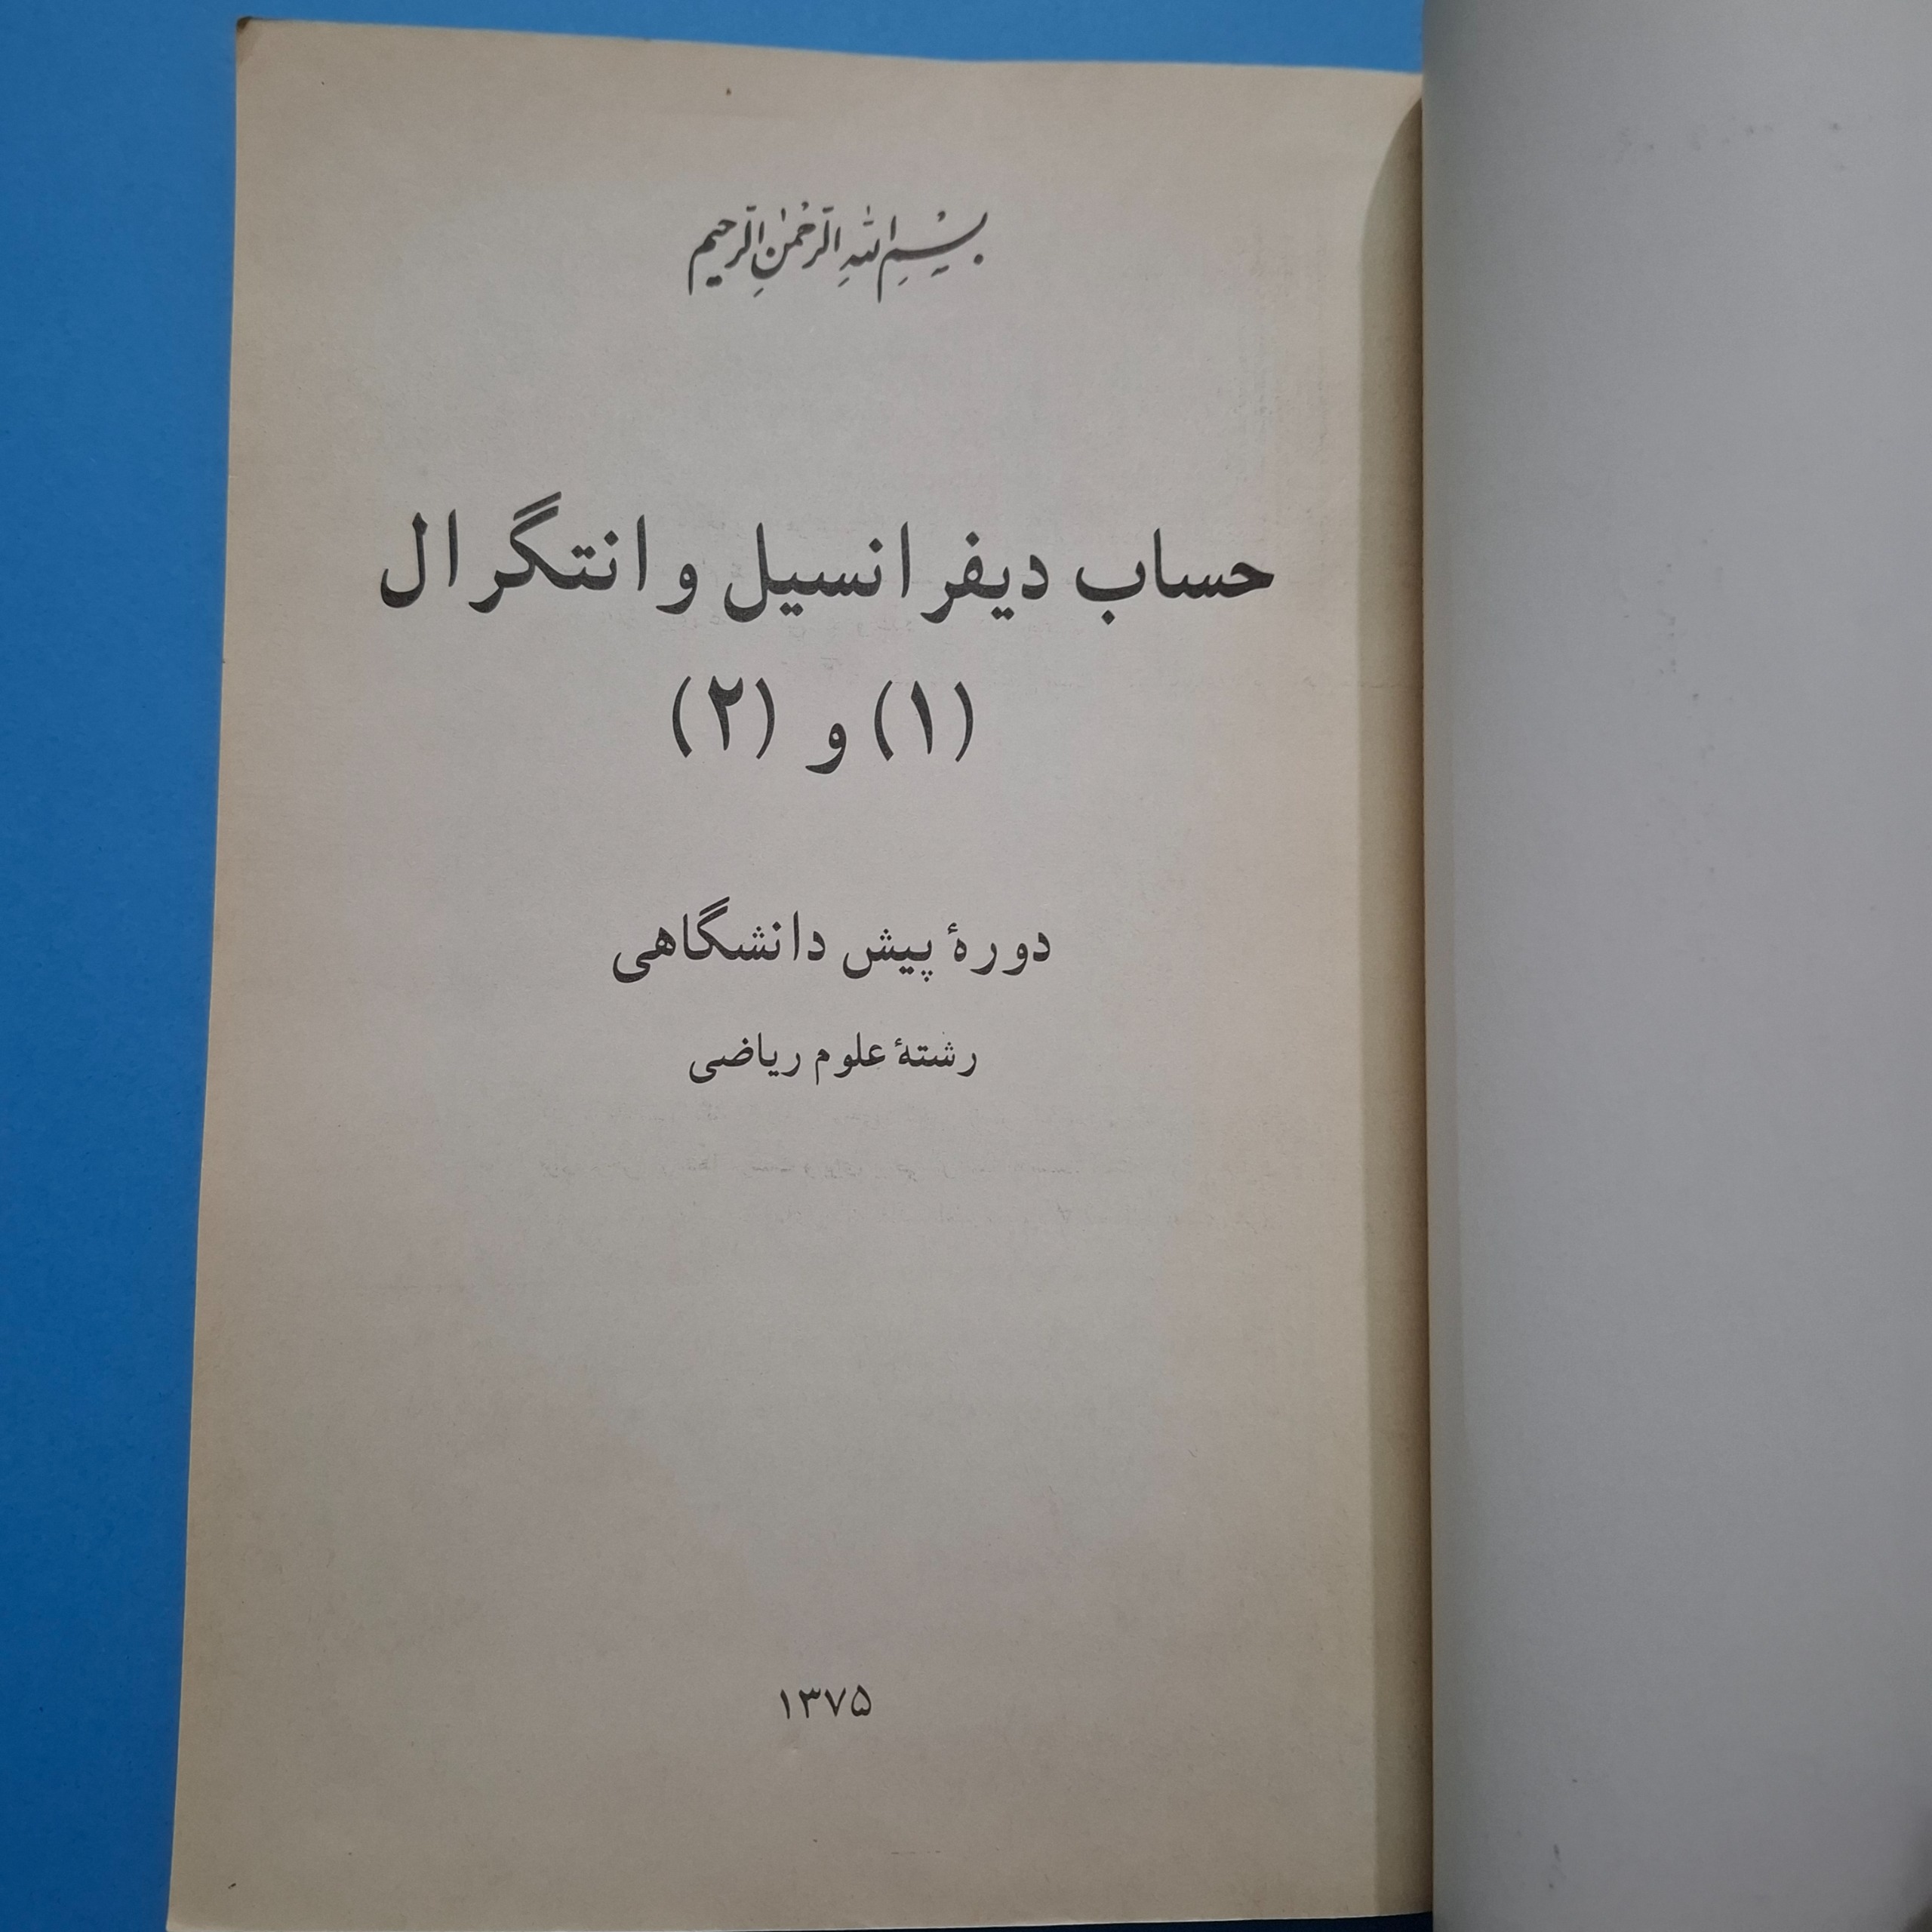 بسم الله الرحمن الرحیم
حساب دیفرانسیل و انتگرال
(۱) و (۲)
دورهٔ پیش دانشگاهی
رشتهٔ علوم ریاضی
۱۳۷۵